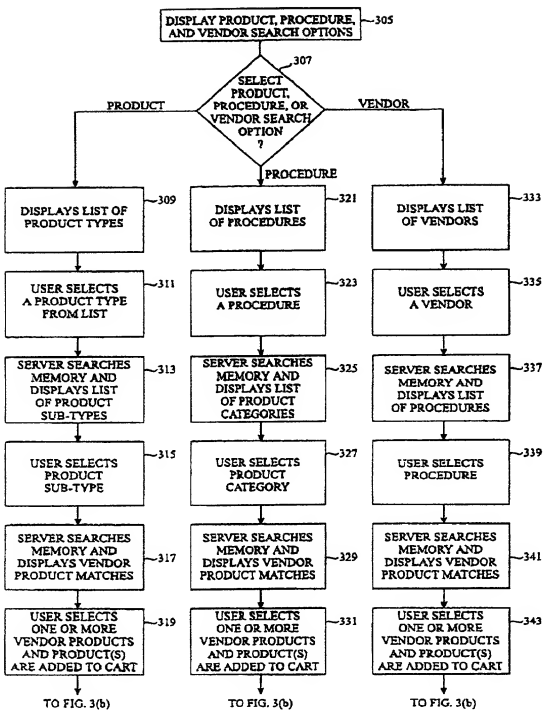 DISPLAY PRODUCT, PROCEDURE,
AND VENDOR SEARCH OPTIONS
305
307
SELECT
PRODUCT,
PROCEDURE, OR
VENDOR SEARCH
OPTION
?
PRODUCT
VENDOR
PROCEDURE
DISPLAYS LIST OF
PRODUCT TYPES
309
USER SELECTS
A PRODUCT TYPE
FROM LIST
311
SERVER SEARCHES
MEMORY AND
DISPLAYS LIST
OF PRODUCT
SUB-TYPES
313
USER SELECTS
PRODUCT
SUB-TYPE
315
SERVER SEARCHES
MEMORY AND
DISPLAYS VENDOR
PRODUCT MATCHES
317
USER SELECTS
ONE OR MORE
VENDOR PRODUCTS
AND PRODUCT(S)
ARE ADDED TO CART
319
TO FIG. 3(b)
DISPLAYS LIST
OF PROCEDURES
321
USER SELECTS
A PROCEDURE
323
SERVER SEARCHES
MEMORY AND
DISPLAYS LIST
OF PRODUCT
CATEGORIES
325
USER SELECTS
PRODUCT
CATEGORY
327
SERVER SEARCHES
MEMORY AND
DISPLAYS VENDOR
PRODUCT MATCHES
329
USER SELECTS
ONE OR MORE
VENDOR PRODUCTS
AND PRODUCT(S)
ARE ADDED TO CART
331
TO FIG. 3(b)
DISPLAYS LIST
OF VENDORS
333
USER SELECTS
A VENDOR
335
SERVER SEARCHES
MEMORY AND
DISPLAYS LIST
OF PROCEDURES
337
USER SELECTS
PROCEDURE
339
SERVER SEARCHES
MEMORY AND
DISPLAYS VENDOR
PRODUCT MATCHES
341
USER SELECTS
ONE OR MORE
VENDOR PRODUCTS
AND PRODUCT(S)
ARE ADDED TO CART
343
TO FIG. 3(b)